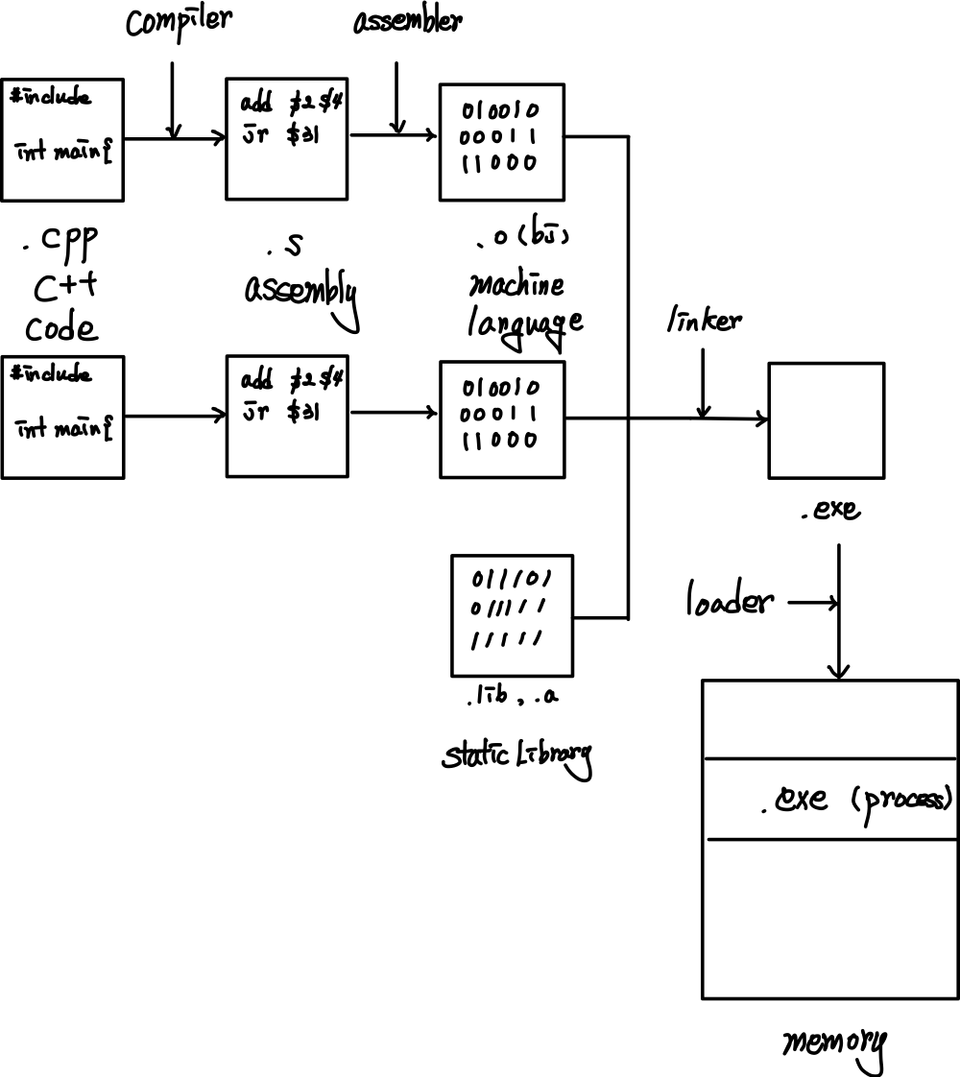 compiler
assembler
#include
int main{
add $2 $4
jr $31
010010
00011
11000
.cpp
C++
code
.s
assembly
.o(bj)
machine
language
linker
#include
int main{
add $2 $4
jr $31
010010
00011
11000
.exe
011101
011111
11111
.lib, .a
static Library
loader
.exe (process)
memory